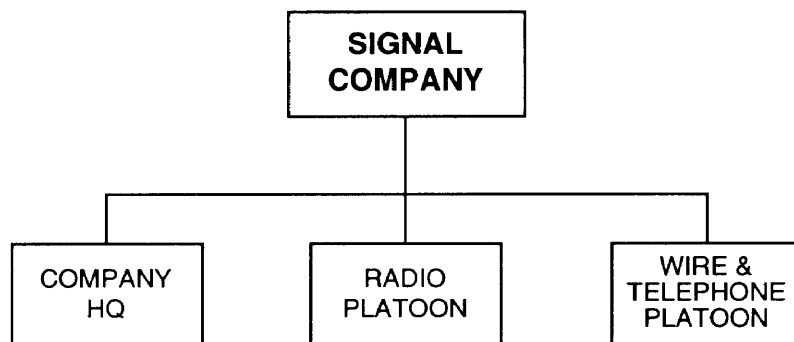 SIGNAL
COMPANY
COMPANY
HQ
RADIO
PLATOON
WIRE &
TELEPHONE
PLATOON